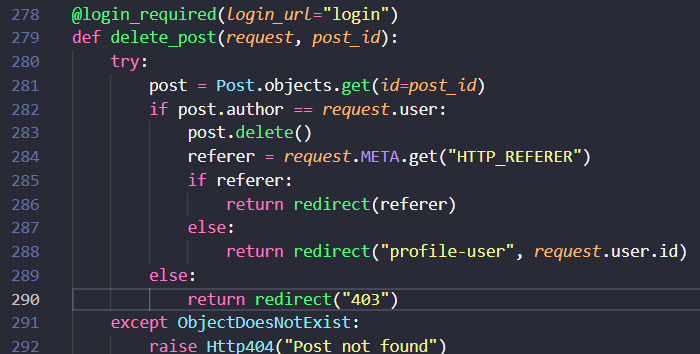 278 @login_required(login_url="login")
279 def delete_post(request, post_id):
280 try:
281 post = Post.objects.get(id=post_id)
282 if post.author == request.user:
283 post.delete()
284 referer = request.META.get("HTTP_REFERER")
285 if referer:
286 return redirect(referer)
287 else:
288 return redirect("profile-user", request.user.id)
289 else:
290 return redirect("403")
291 except ObjectDoesNotExist:
292 raise Http404("Post not found")